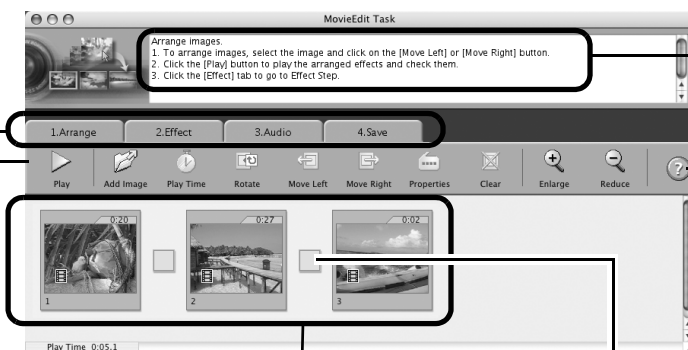 MovieEdit Task
Arrange images.
1. To arrange images, select the image and click on the [Move Left] or [Move Right] button.
2. Click the [Play] button to play the arranged effects and check them.
3. Click the [Effect] tab to go to Effect Step.
1.Arrange 2.Effect 3.Audio 4.Save
Play Add Image Play Time Rotate Move Left Move Right Properties Clear Enlarge Reduce ?
0:20 0:27 0:02
1 2 3
Play Time 0:05.1